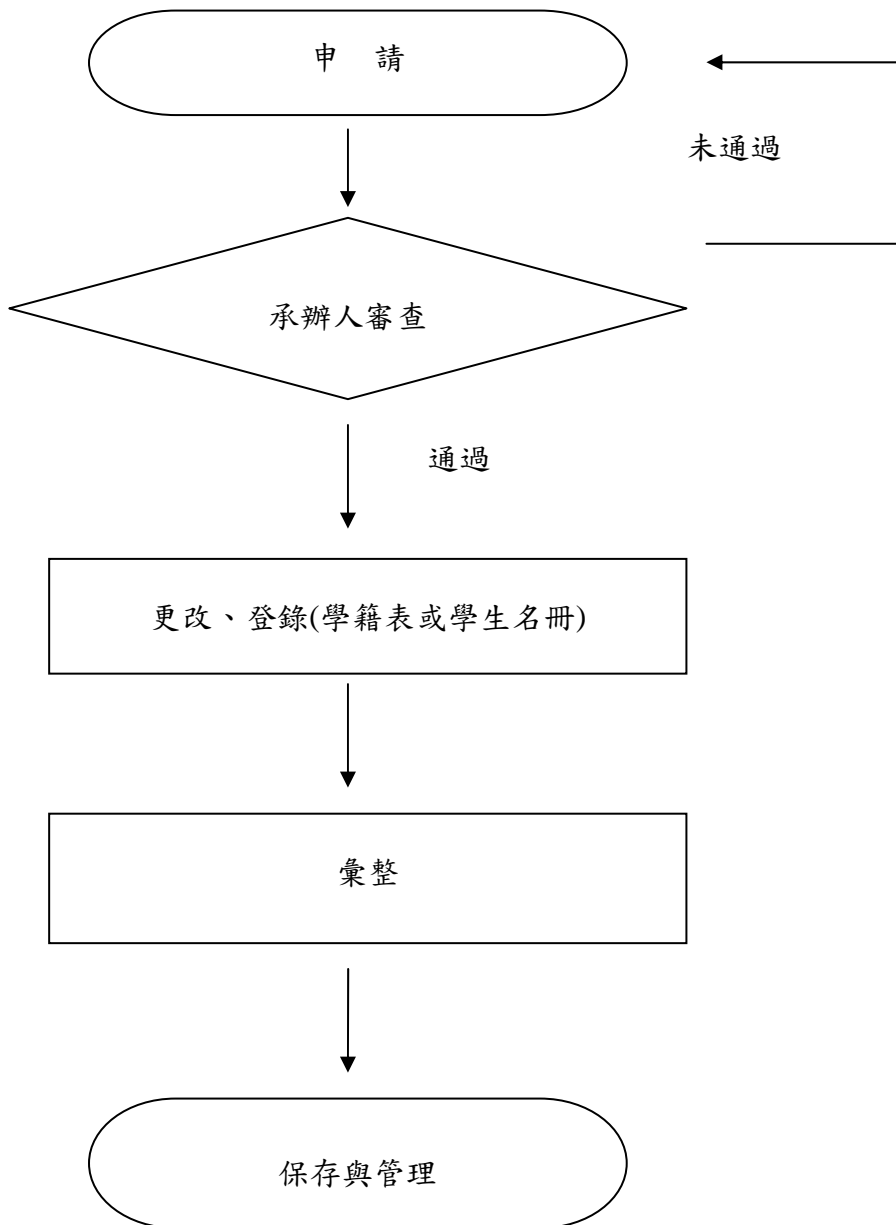 申 請
未通過
承辦人審查
通過
更改、登錄(學籍表或學生名冊)
彙整
保存與管理